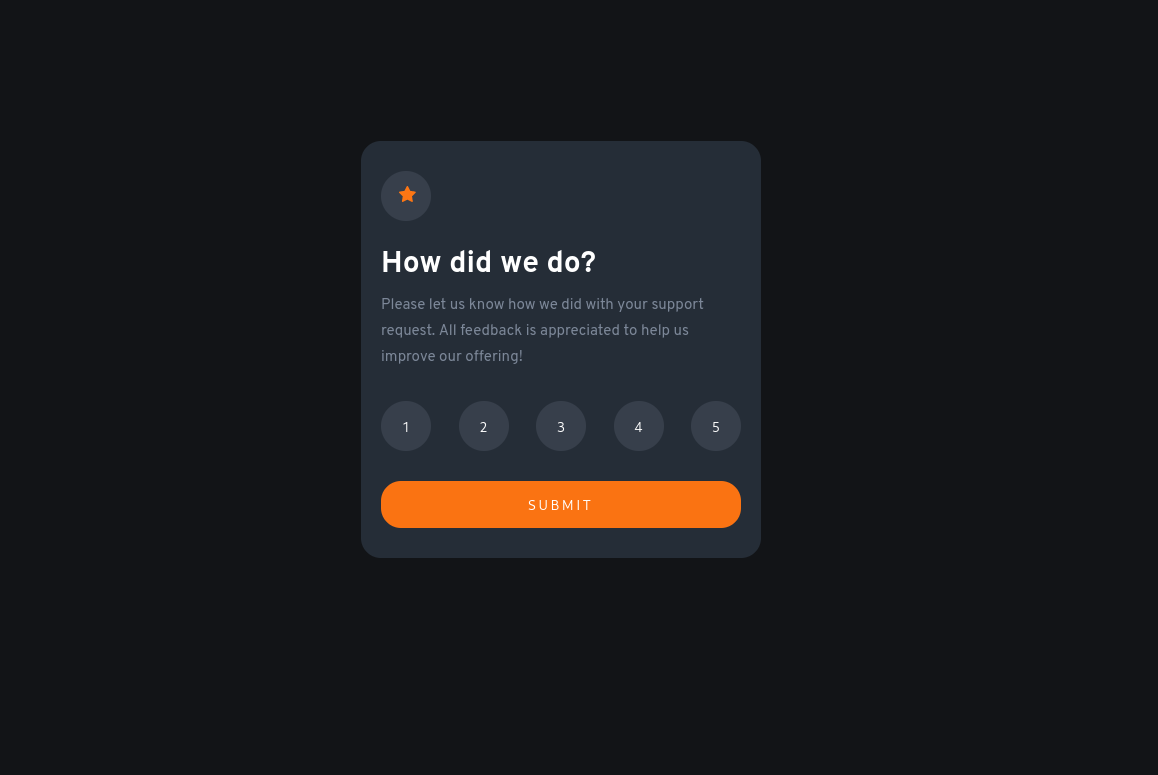 How did we do?
Please let us know how we did with your support
request. All feedback is appreciated to help us
improve our offering!
1 2 3 4 5
SUBMIT